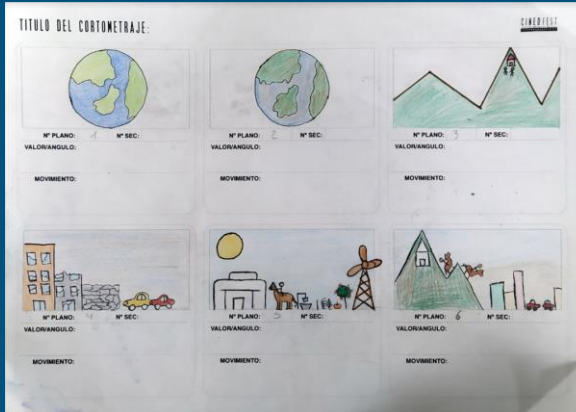 TITULO DEL CORTOMETRAJE:
CINEDFEST
Nº PLANO: 1 Nº SEC:
VALOR/ANGULO:
MOVIMIENTO:
Nº PLANO: 2 Nº SEC:
VALOR/ANGULO:
MOVIMIENTO:
Nº PLANO: 3 Nº SEC:
VALOR/ANGULO:
MOVIMIENTO:
Nº PLANO: 4 Nº SEC:
VALOR/ANGULO:
MOVIMIENTO:
Nº PLANO: 5 Nº SEC:
VALOR/ANGULO:
MOVIMIENTO:
Nº PLANO: 6 Nº SEC:
VALOR/ANGULO:
MOVIMIENTO: